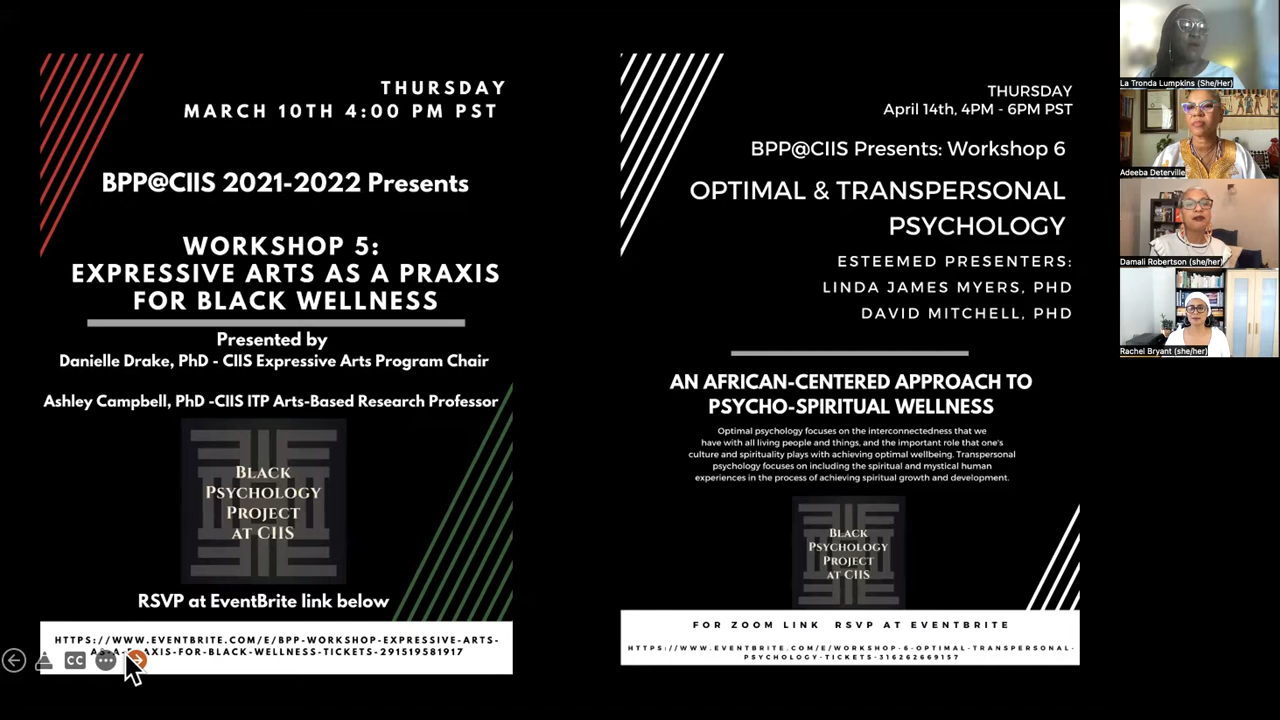 THURSDAY
MARCH 10TH 4:00 PM PST
BPP@CIIS 2021-2022 Presents
WORKSHOP 5:
EXPRESSIVE ARTS AS A PRAXIS
FOR BLACK WELLNESS
Presented by
Danielle Drake, PhD - CIIS Expressive Arts Program Chair
Ashley Campbell, PhD -CIIS ITP Arts-Based Research Professor
BLACK
PSYCHOLOGY
PROJECT
AT CIIS
RSVP at EventBrite link below
HTTPS://WWW.EVENTBRITE.COM/E/BPP-WORKSHOP-EXPRESSIVE-ARTS-
AS-A-PRAXIS-FOR-BLACK-WELLNESS-TICKETS-291519581917
CC
THURSDAY
April 14th, 4PM - 6PM PST
BPP@CIIS Presents: Workshop 6
OPTIMAL & TRANSPERSONAL
PSYCHOLOGY
ESTEEMED PRESENTERS:
LINDA JAMES MYERS, PHD
DAVID MITCHELL, PHD
AN AFRICAN-CENTERED APPROACH TO
PSYCHO-SPIRITUAL WELLNESS
Optimal psychology focuses on the interconnectedness that we
have with all living people and things, and the important role that one's
culture and spirituality plays with achieving optimal wellbeing. Transpersonal
psychology focuses on including the spiritual and mystical human
experiences in the process of achieving spiritual growth and development.
BLACK
PSYCHOLOGY
PROJECT
AT CIIS
FOR ZOOM LINK RSVP AT EVENTBRITE
HTTPS://WWW.EVENTBRITE.COM/E/WORKSHOP-6-OPTIMAL-TRANSPERSONAL-
PSYCHOLOGY-TICKETS-316262669157
La Tronda Lumpkins (She/Her)
Adeeba Deterville
Damali Robertson (she/her)
Rachel Bryant (she/her)